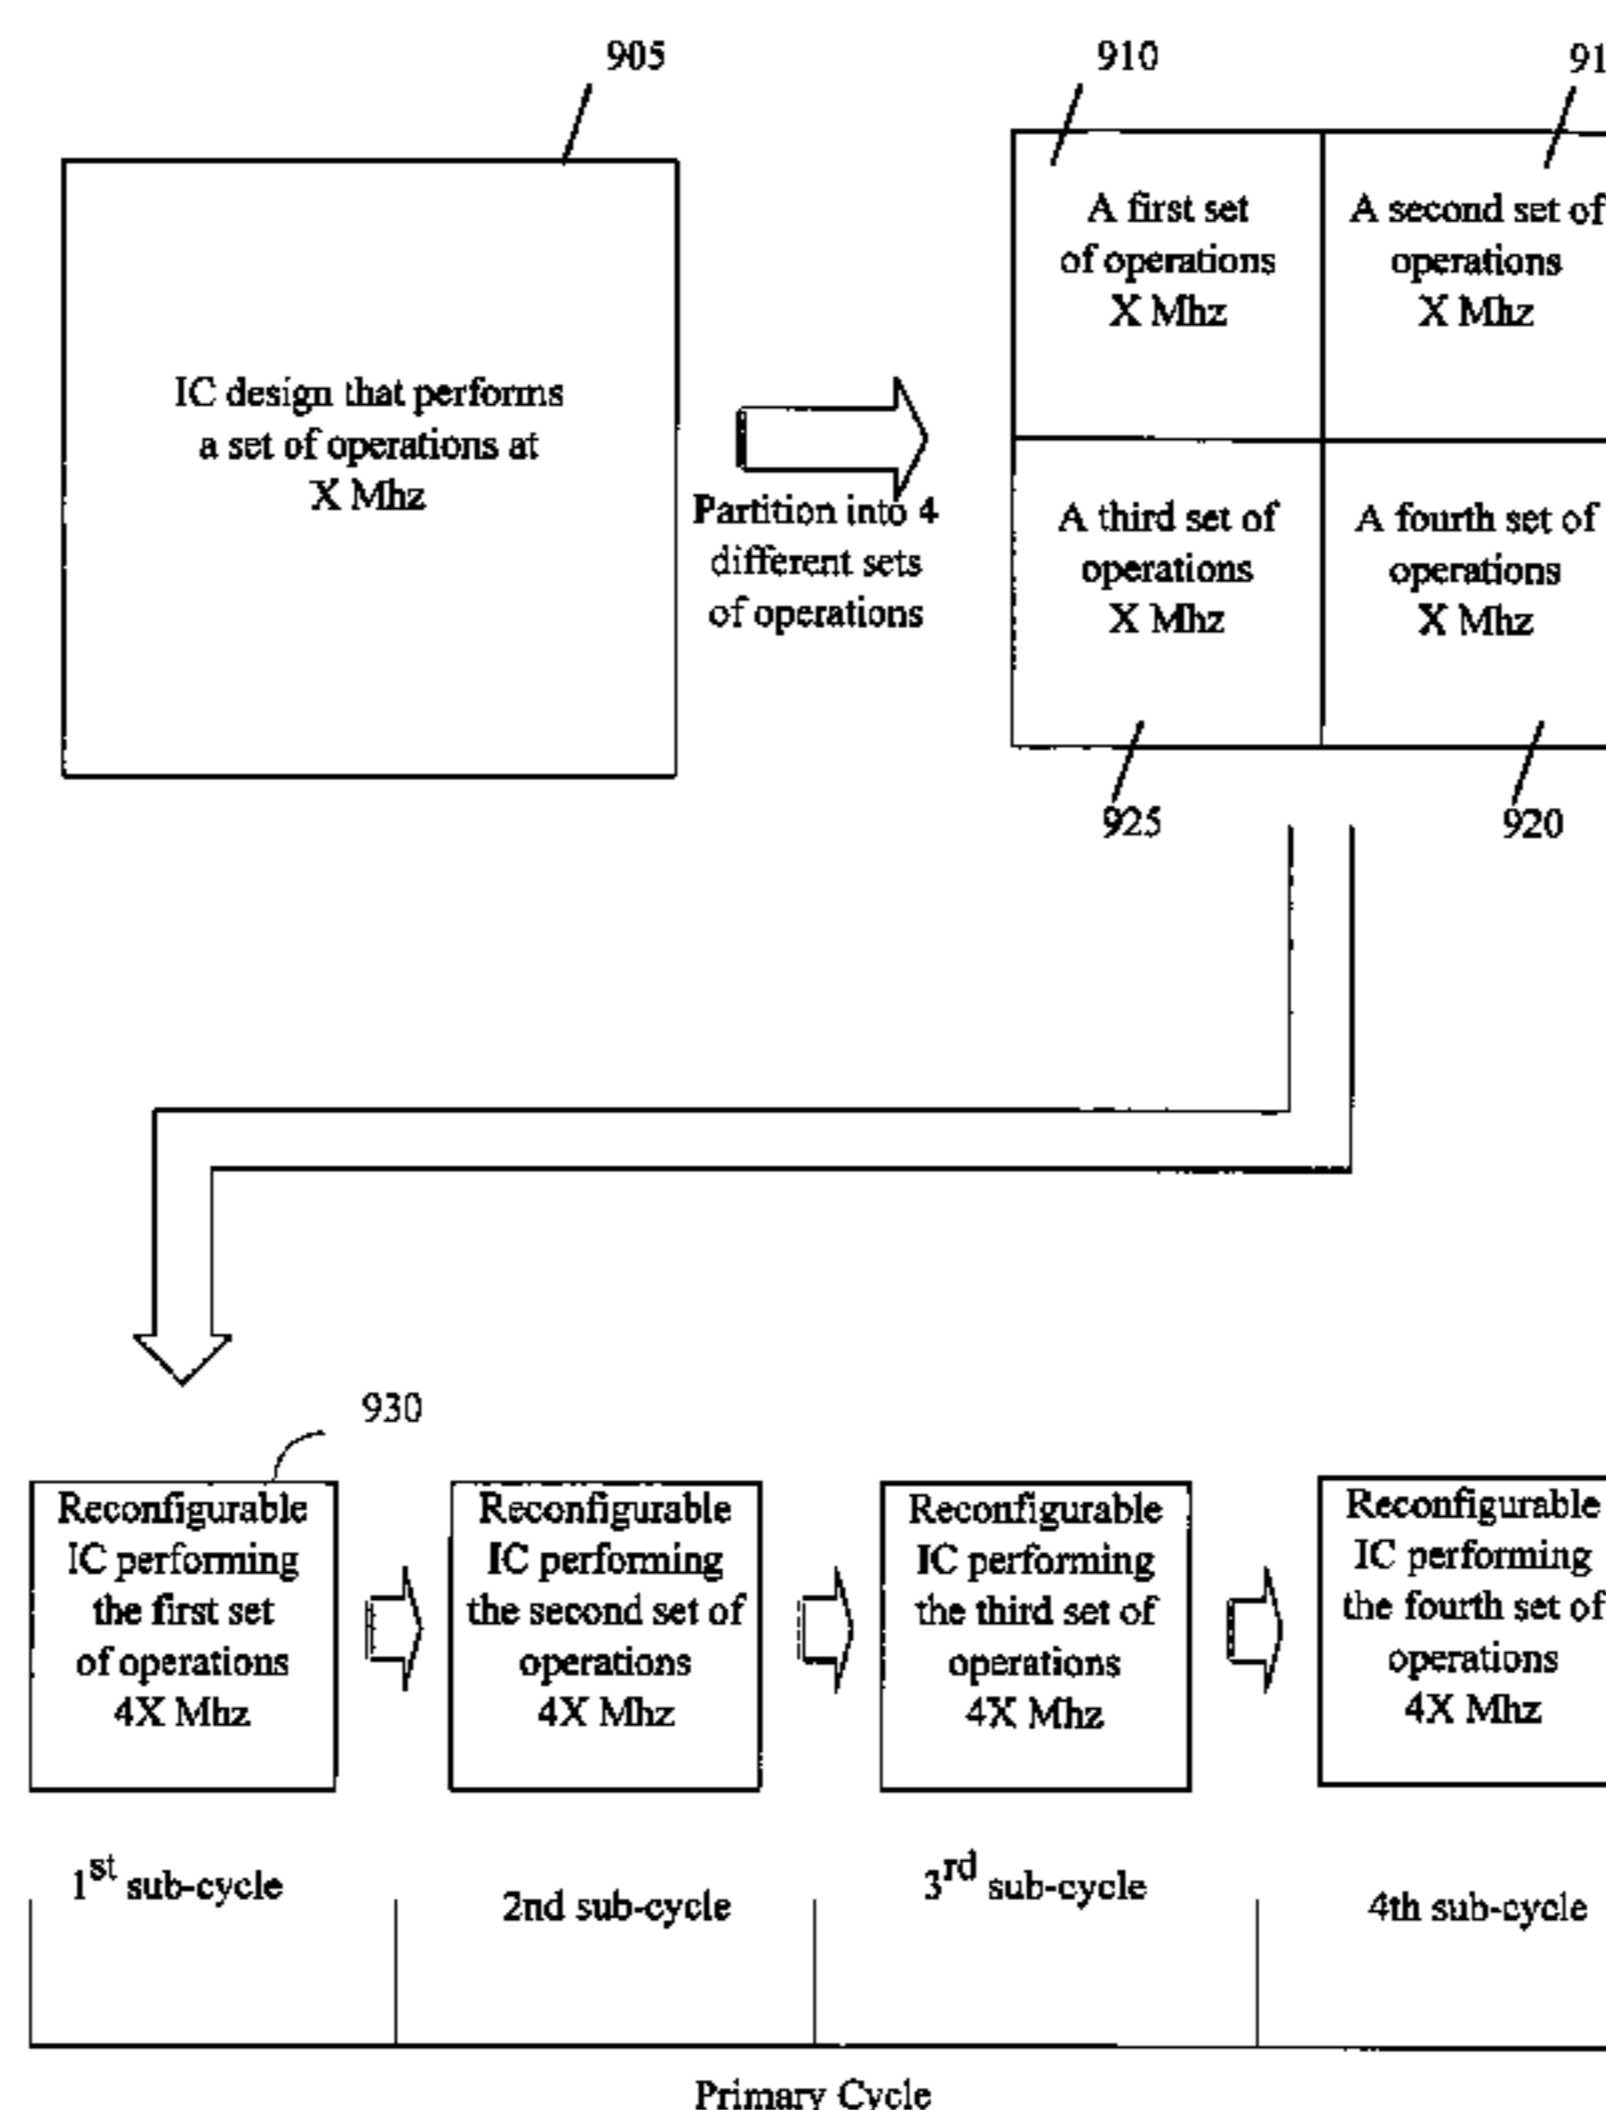 905
910
A first set
of operations
X Mhz
A second set of
operations
X Mhz
IC design that performs
a set of operations at
X Mhz
Partition into 4
different sets
of operations
A third set of
operations
X Mhz
A fourth set of
operations
X Mhz
925
920
930
Reconfigurable
IC performing
the first set
of operations
4X Mhz
Reconfigurable
IC performing
the second set of
operations
4X Mhz
Reconfigurable
IC performing
the third set of
operations
4X Mhz
Reconfigurable
IC performing
the fourth set of
operations
4X Mhz
1st sub-cycle
2nd sub-cycle
3rd sub-cycle
4th sub-cycle
Primary Cycle